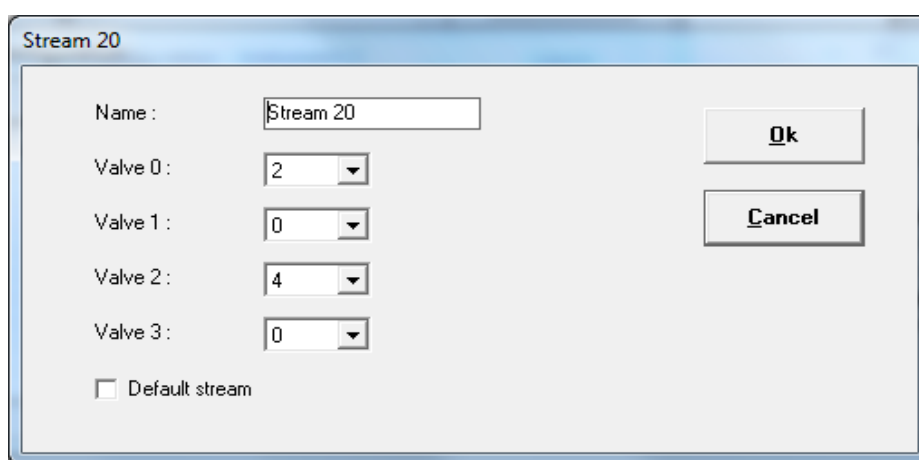 Stream 20
Name : Stream 20
Ok
Valve 0 : 2
Cancel
Valve 1 : 0
Valve 2 : 4
Valve 3 : 0
Default stream